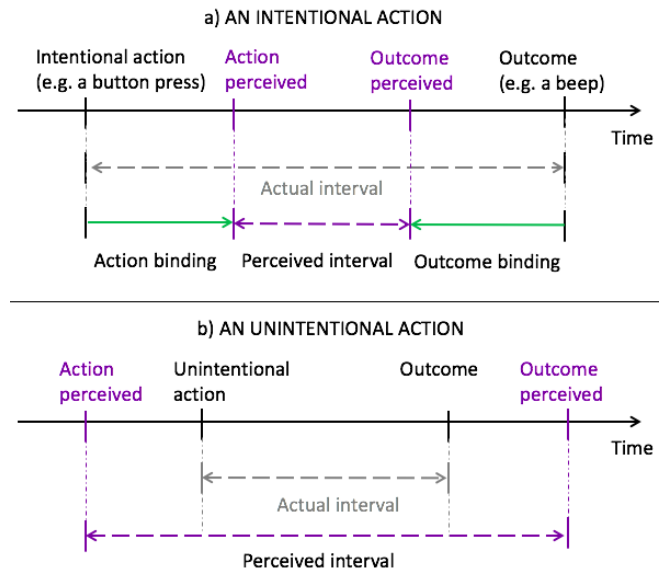 a) AN INTENTIONAL ACTION
Intentional action
(e.g. a button press)
Action
perceived
Outcome
perceived
Outcome
(e.g. a beep)
Time
Actual interval
Action binding
Perceived interval
Outcome binding
b) AN UNINTENTIONAL ACTION
Action
perceived
Unintentional
action
Outcome
Outcome
perceived
Time
Actual interval
Perceived interval